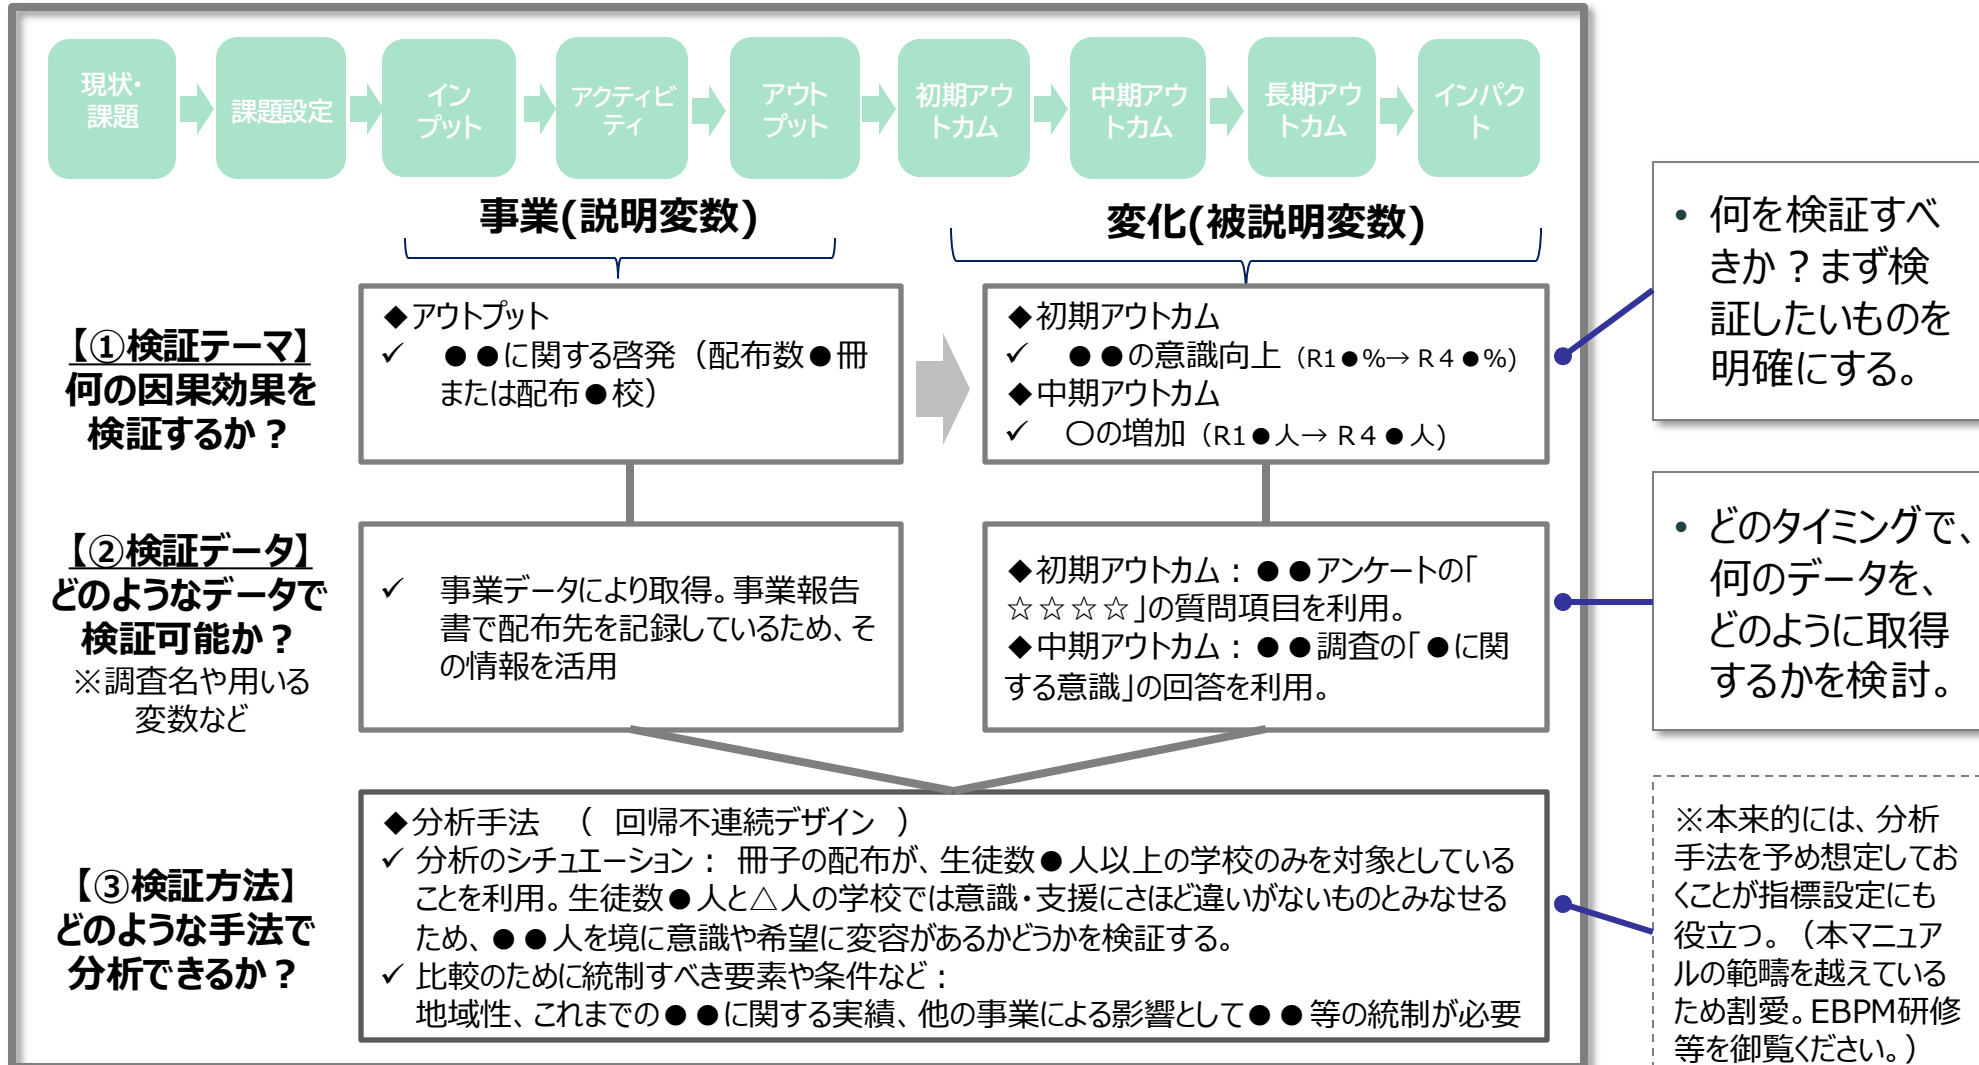 現状・
課題
課題設定
イン
プット
アクティビ
ティ
アウト
プット
初期アウ
トカム
中期アウ
トカム
長期アウ
トカム
インパク
ト
事業(説明変数)
変化(被説明変数)
【①検証テーマ】
何の因果効果を
検証するか？
◆アウトプット
✓ ●●に関する啓発（配布数●冊
または配布●校）
◆初期アウトカム
✓ ●●の意識向上（R1●%→R４●%)
◆中期アウトカム
✓ 〇の増加（R1●人→R４●人)
・何を検証すべ
きか？まず検
証したいものを
明確にする。
【②検証データ】
どのようなデータで
検証可能か？
※調査名や用いる
変数など
✓ 事業データにより取得。事業報告
書で配布先を記録しているため、そ
の情報を活用
◆初期アウトカム：●●アンケートの「
☆☆☆☆」の質問項目を利用。
◆中期アウトカム：●●調査の「●に関
する意識」の回答を利用。
・どのタイミングで、
何のデータを、
どのように取得
するかを検討。
【③検証方法】
どのような手法で
分析できるか？
◆分析手法 （ 回帰不連続デザイン ）
✓ 分析のシチュエーション： 冊子の配布が、生徒数●人以上の学校のみを対象としている
ことを利用。生徒数●人と△人の学校では意識・支援にさほど違いがないものとみなせる
ため、●●人を境に意識や希望に変容があるかどうかを検証する。
✓ 比較のために統制すべき要素や条件など：
地域性、これまでの●●に関する実績、他の事業による影響として●●等の統制が必要
※本来的には、分析
手法を予め想定してお
くことが指標設定にも
役立つ。（本マニュア
ルの範疇を越えている
ため割愛。EBPM研修
等を御覧ください。）